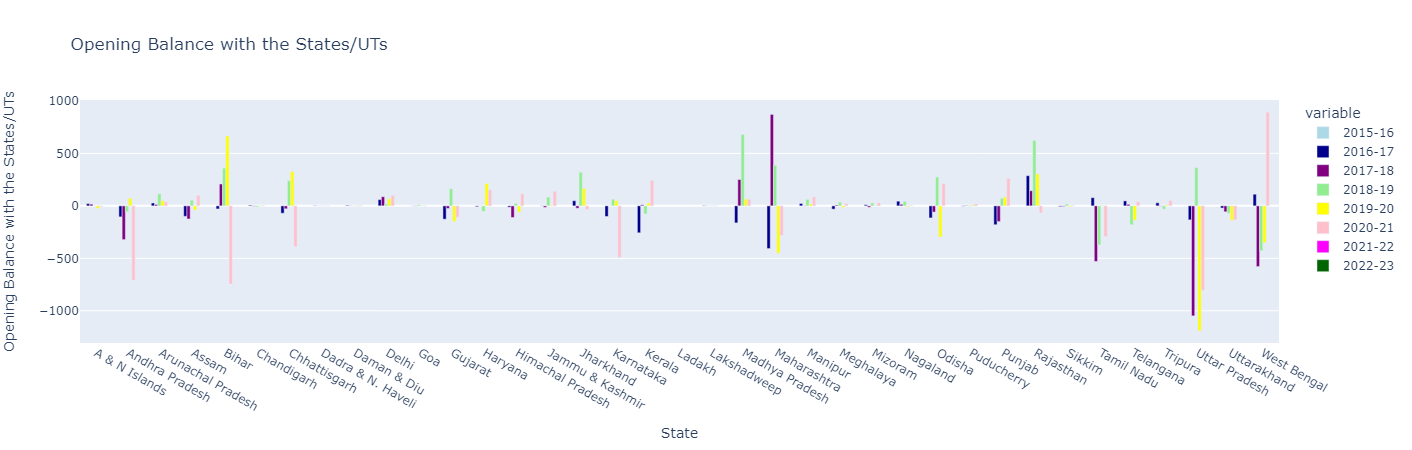 Opening Balance with the States/UTs
Opening Balance with the States/UTs
1000
500
0
−500
−1000
A & N Islands
Andhra Pradesh
Arunachal Pradesh
Assam
Bihar
Chandigarh
Chhattisgarh
Dadra & N. Haveli
Daman & Diu
Delhi
Goa
Gujarat
Haryana
Himachal Pradesh
Jammu & Kashmir
Jharkhand
Karnataka
Kerala
Ladakh
Lakshadweep
Madhya Pradesh
Maharashtra
Manipur
Meghalaya
Mizoram
Nagaland
Odisha
Puducherry
Punjab
Rajasthan
Sikkim
Tamil Nadu
Telangana
Tripura
Uttar Pradesh
Uttarakhand
West Bengal
State
variable
2015-16
2016-17
2017-18
2018-19
2019-20
2020-21
2021-22
2022-23